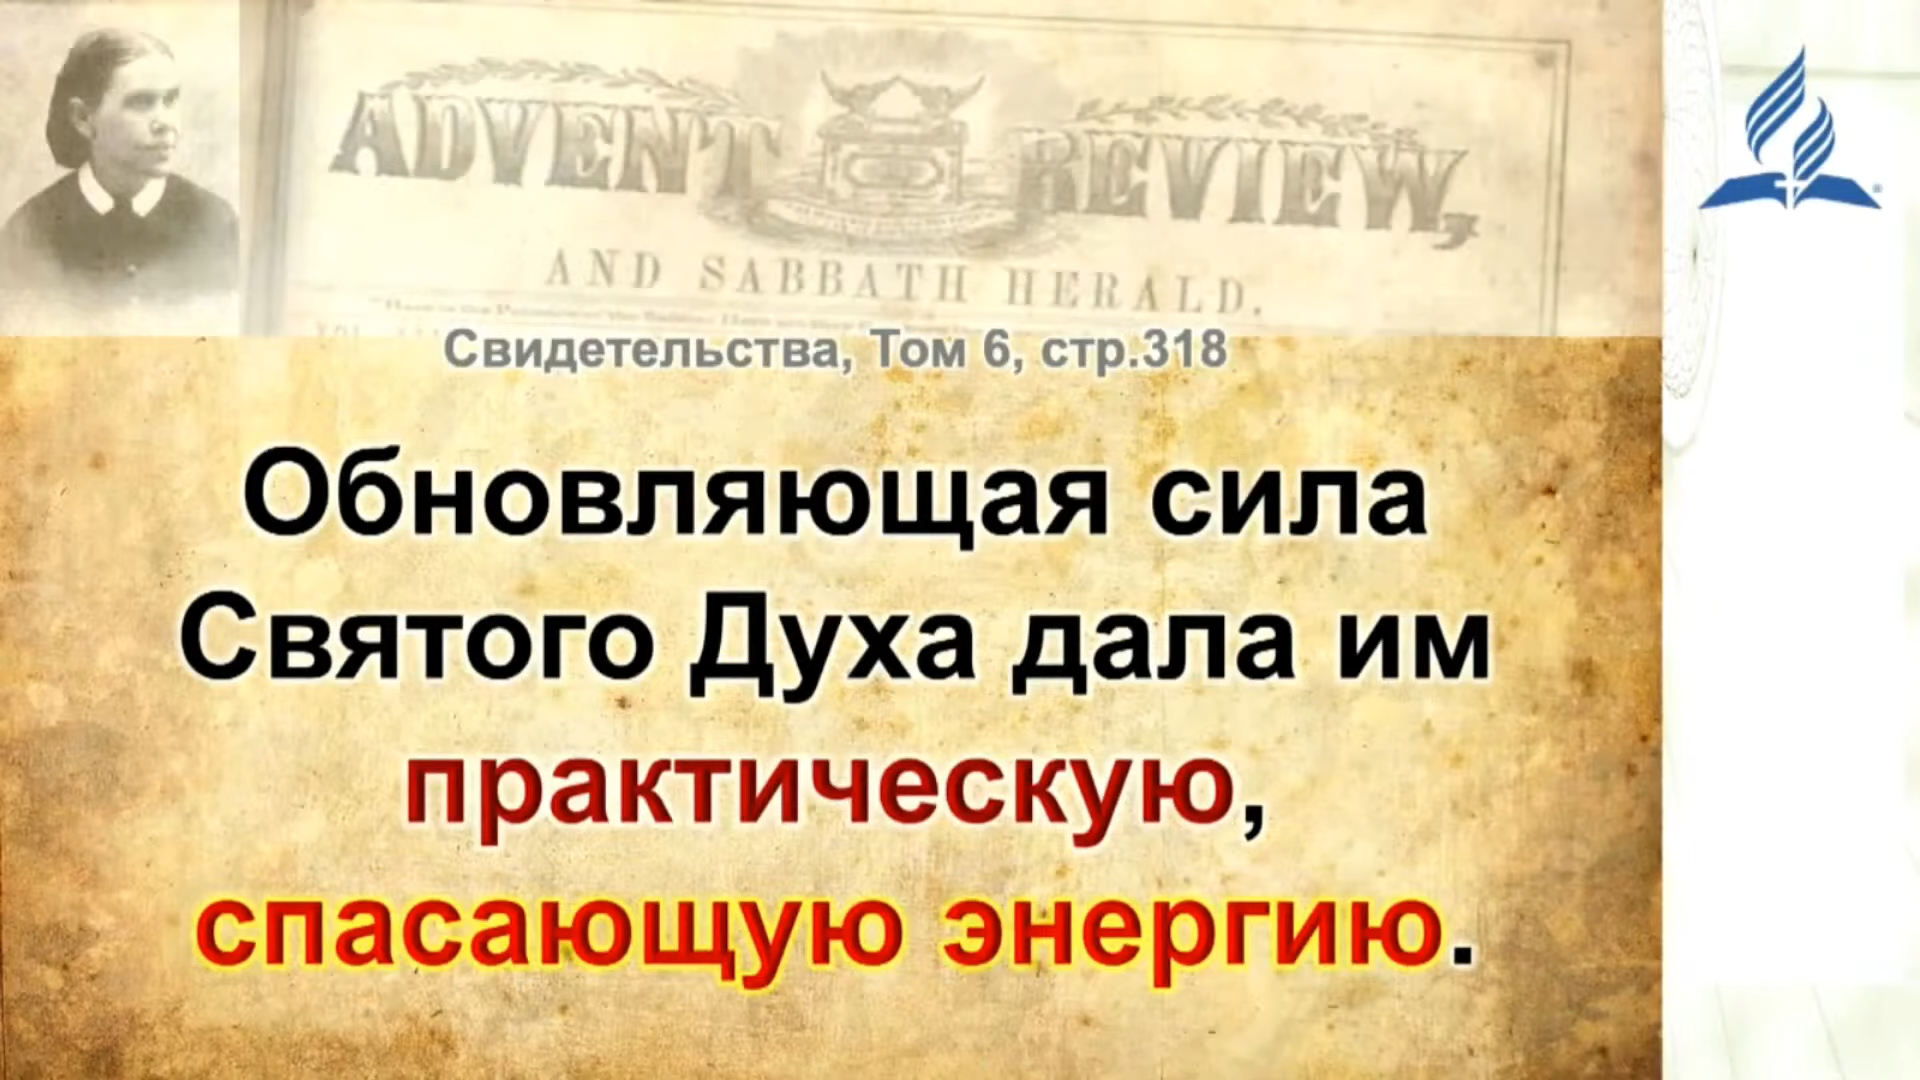 ADVENT REVIEW,
AND SABBATH HERALD.
Свидетельства, Том 6, стр.318
Обновляющая сила
Святого Духа дала им
практическую,
спасающую энергию.